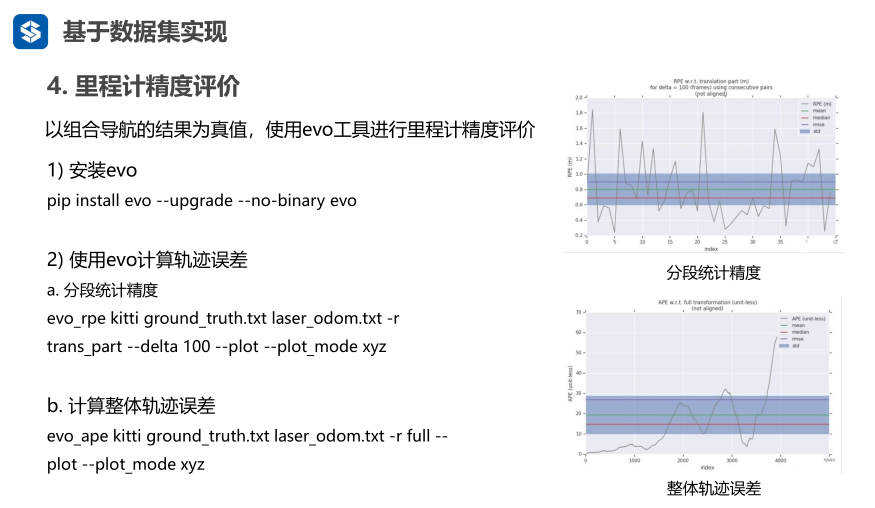 基于数据集实现
4. 里程计精度评价
以组合导航的结果为真值，使用evo工具进行里程计精度评价
1) 安装evo
pip install evo --upgrade --no-binary evo
2) 使用evo计算轨迹误差
a. 分段统计精度
evo_rpe kitti ground_truth.txt laser_odom.txt -r
trans_part --delta 100 --plot --plot_mode xyz
b. 计算整体轨迹误差
evo_ape kitti ground_truth.txt laser_odom.txt -r full --
plot --plot_mode xyz
RPE w.r.t. translation part (m)
for delta = 100 (frames) using consecutive pairs
(not aligned)
RPE (m)
mean
median
rmse
std
2.0
1.8
1.6
1.4
1.2
1.0
0.8
0.6
0.4
0.2
RPE (m)
0 5 10 15 20 25 30 35
index
分段统计精度
APE w.r.t. full transformation (unit-less)
(not aligned)
APE (unit-less)
mean
median
rmse
std
70
60
50
40
30
20
10
0
APE (unit-less)
0 1000 2000 3000 4000
index
整体轨迹误差